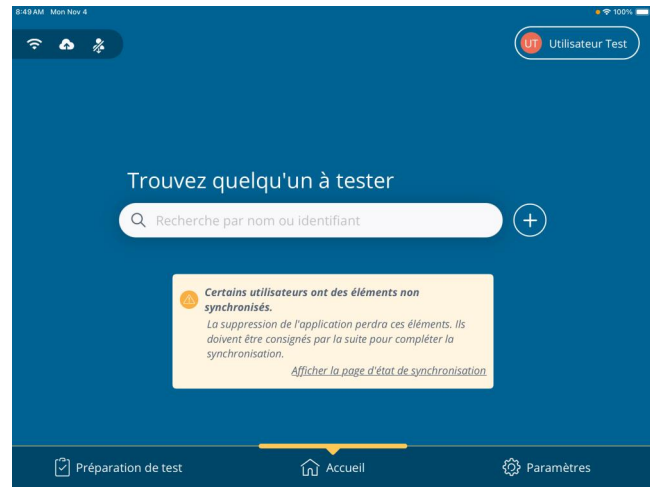 8:49 AM Mon Nov 4
100%
UT Utilisateur Test
Trouvez quelqu'un à tester
Recherche par nom ou identifiant
Certains utilisateurs ont des éléments non
synchronisés.
La suppression de l'application perdra ces éléments. Ils
doivent être consignés par la suite pour compléter la
synchronisation.
Afficher la page d'état de synchronisation
Préparation de test
Accueil
Paramètres